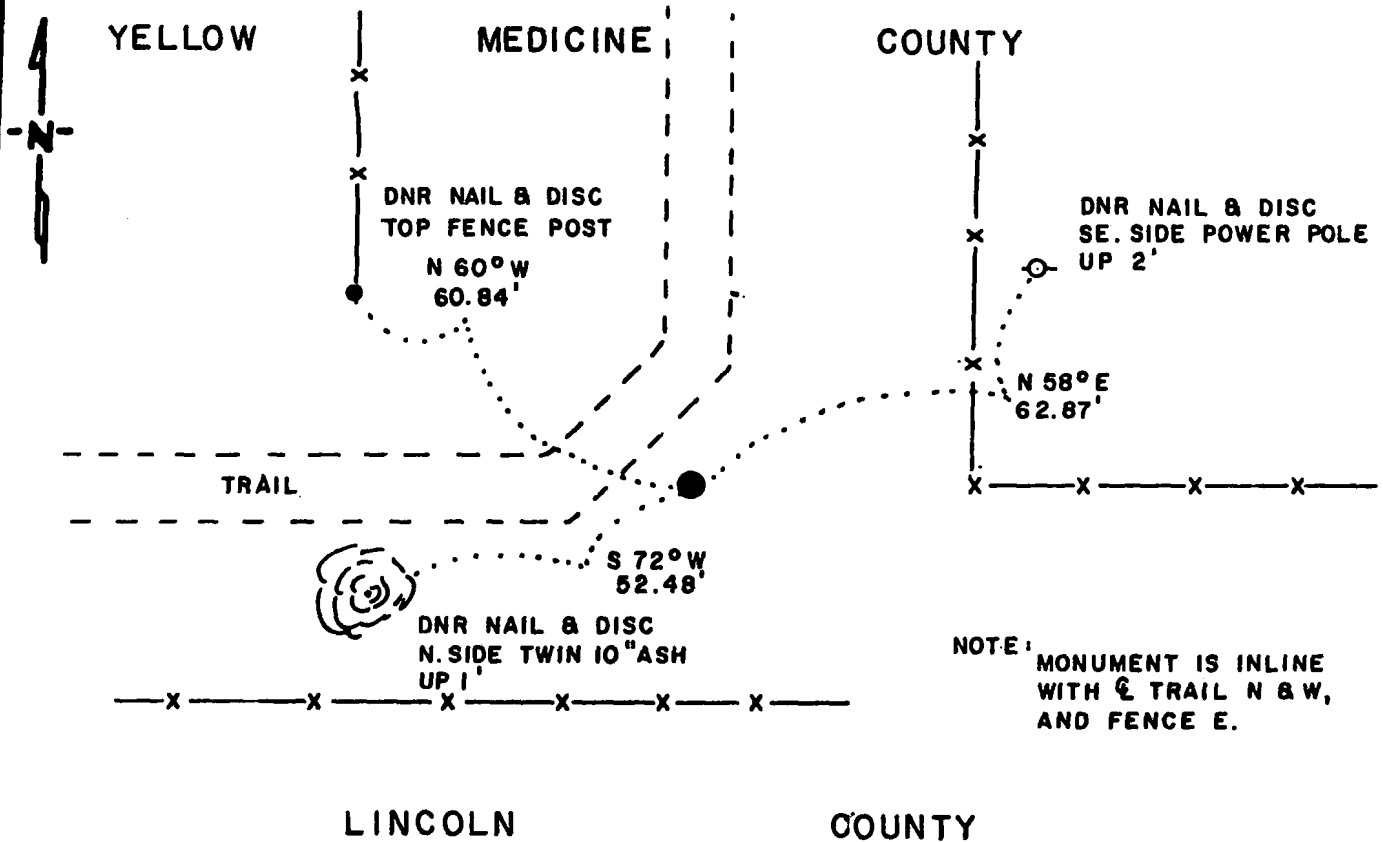 YELLOW MEDICINE COUNTY
N
DNR NAIL & DISC
TOP FENCE POST
N 60° W
60.84'
DNR NAIL & DISC
SE. SIDE POWER POLE
UP 2'
N 58° E
62.87'
TRAIL
S 72° W
52.48'
DNR NAIL & DISC
N. SIDE TWIN 10" ASH
UP 1'
NOTE:
MONUMENT IS INLINE
WITH ℄ TRAIL N & W,
AND FENCE E.
LINCOLN COUNTY